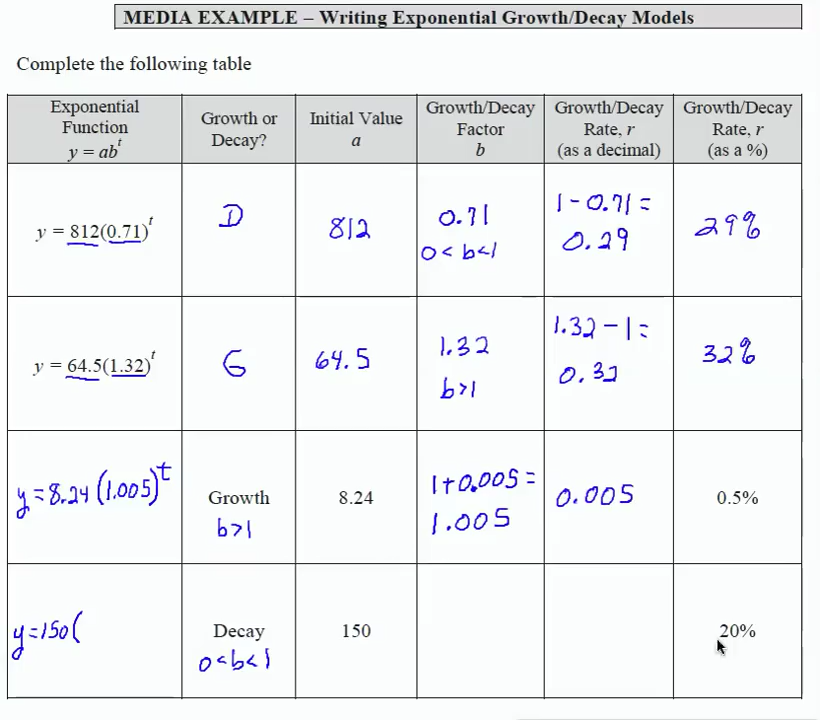 MEDIA EXAMPLE – Writing Exponential Growth/Decay Models
Complete the following table
Exponential
Function
y = ab^t
Growth or
Decay?
Initial Value
a
Growth/Decay
Factor
b
Growth/Decay
Rate, r
(as a decimal)
Growth/Decay
Rate, r
(as a %)
y = 812(0.71)^t
D
812
0.71
0 < b < 1
1 - 0.71 =
0.29
29%
y = 64.5(1.32)^t
G
64.5
1.32
b > 1
1.32 - 1 =
0.32
32%
y = 8.24 (1.005)^t
Growth
b > 1
8.24
1 + 0.005 =
1.005
0.005
0.5%
y = 150 (
Decay
0 < b < 1
150
20%